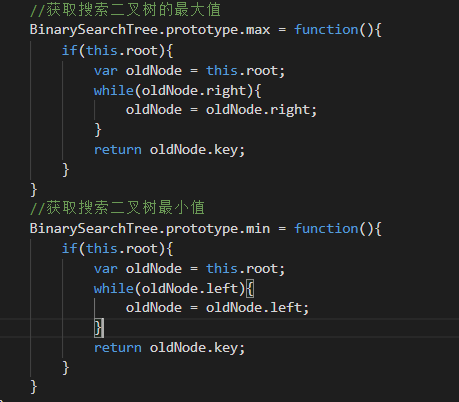 //获取搜索二叉树的最大值
BinarySearchTree.prototype.max = function(){
    if(this.root){
        var oldNode = this.root;
        while(oldNode.right){
            oldNode = oldNode.right;
        }
        return oldNode.key;
    }
}
//获取搜索二叉树最小值
BinarySearchTree.prototype.min = function(){
    if(this.root){
        var oldNode = this.root;
        while(oldNode.left){
            oldNode = oldNode.left;
        }
        return oldNode.key;
    }
}